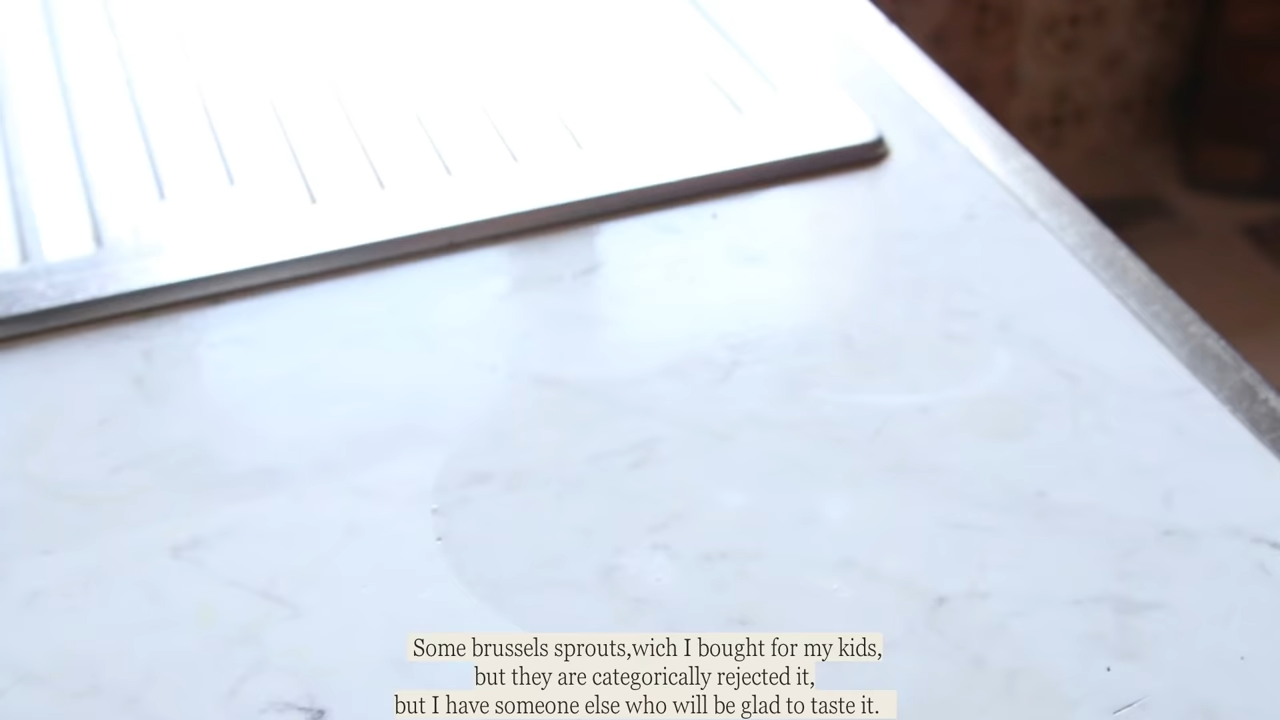 Some brussels sprouts,wich I bought for my kids,
but they are categorically rejected it,
but I have someone else who will be glad to taste it.